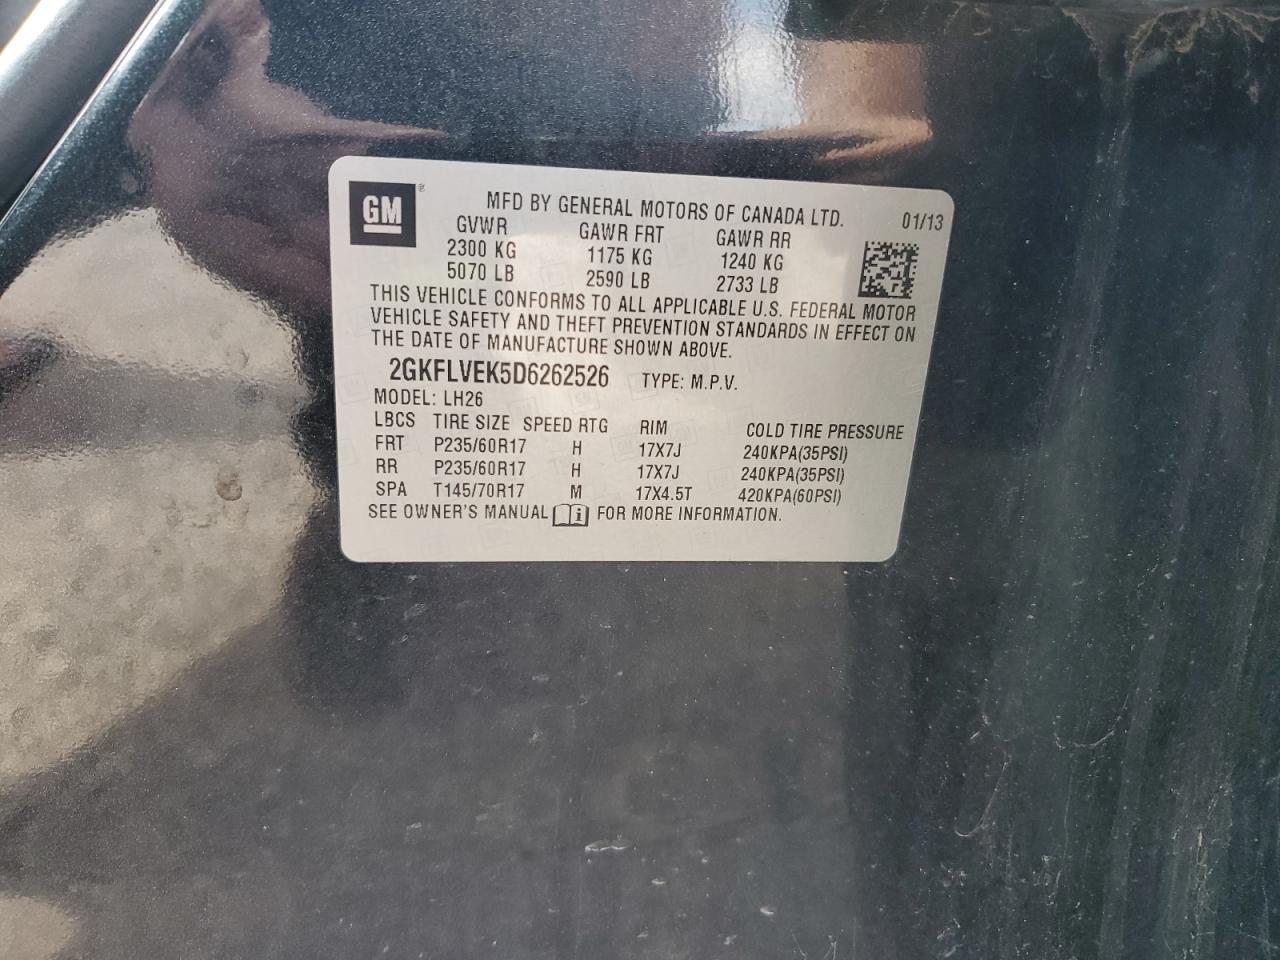 GM ®
MFD BY GENERAL MOTORS OF CANADA LTD. 01/13
GVWR GAWR FRT GAWR RR
2300 KG 1175 KG 1240 KG
5070 LB 2590 LB 2733 LB
THIS VEHICLE CONFORMS TO ALL APPLICABLE U.S. FEDERAL MOTOR
VEHICLE SAFETY AND THEFT PREVENTION STANDARDS IN EFFECT ON
THE DATE OF MANUFACTURE SHOWN ABOVE.
2GKFLVEK5D6262526 TYPE: M.P.V.
MODEL: LH26
LBCS TIRE SIZE SPEED RTG RIM COLD TIRE PRESSURE
FRT P235/60R17 H 17X7J 240KPA(35PSI)
RR P235/60R17 H 17X7J 240KPA(35PSI)
SPA T145/70R17 M 17X4.5T 420KPA(60PSI)
SEE OWNER'S MANUAL i FOR MORE INFORMATION.